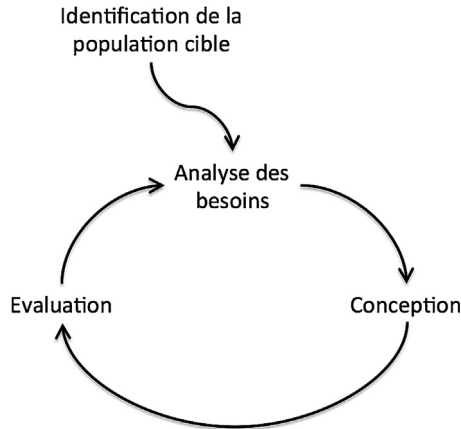 Identification de la
population cible
Analyse des
besoins
Evaluation
Conception